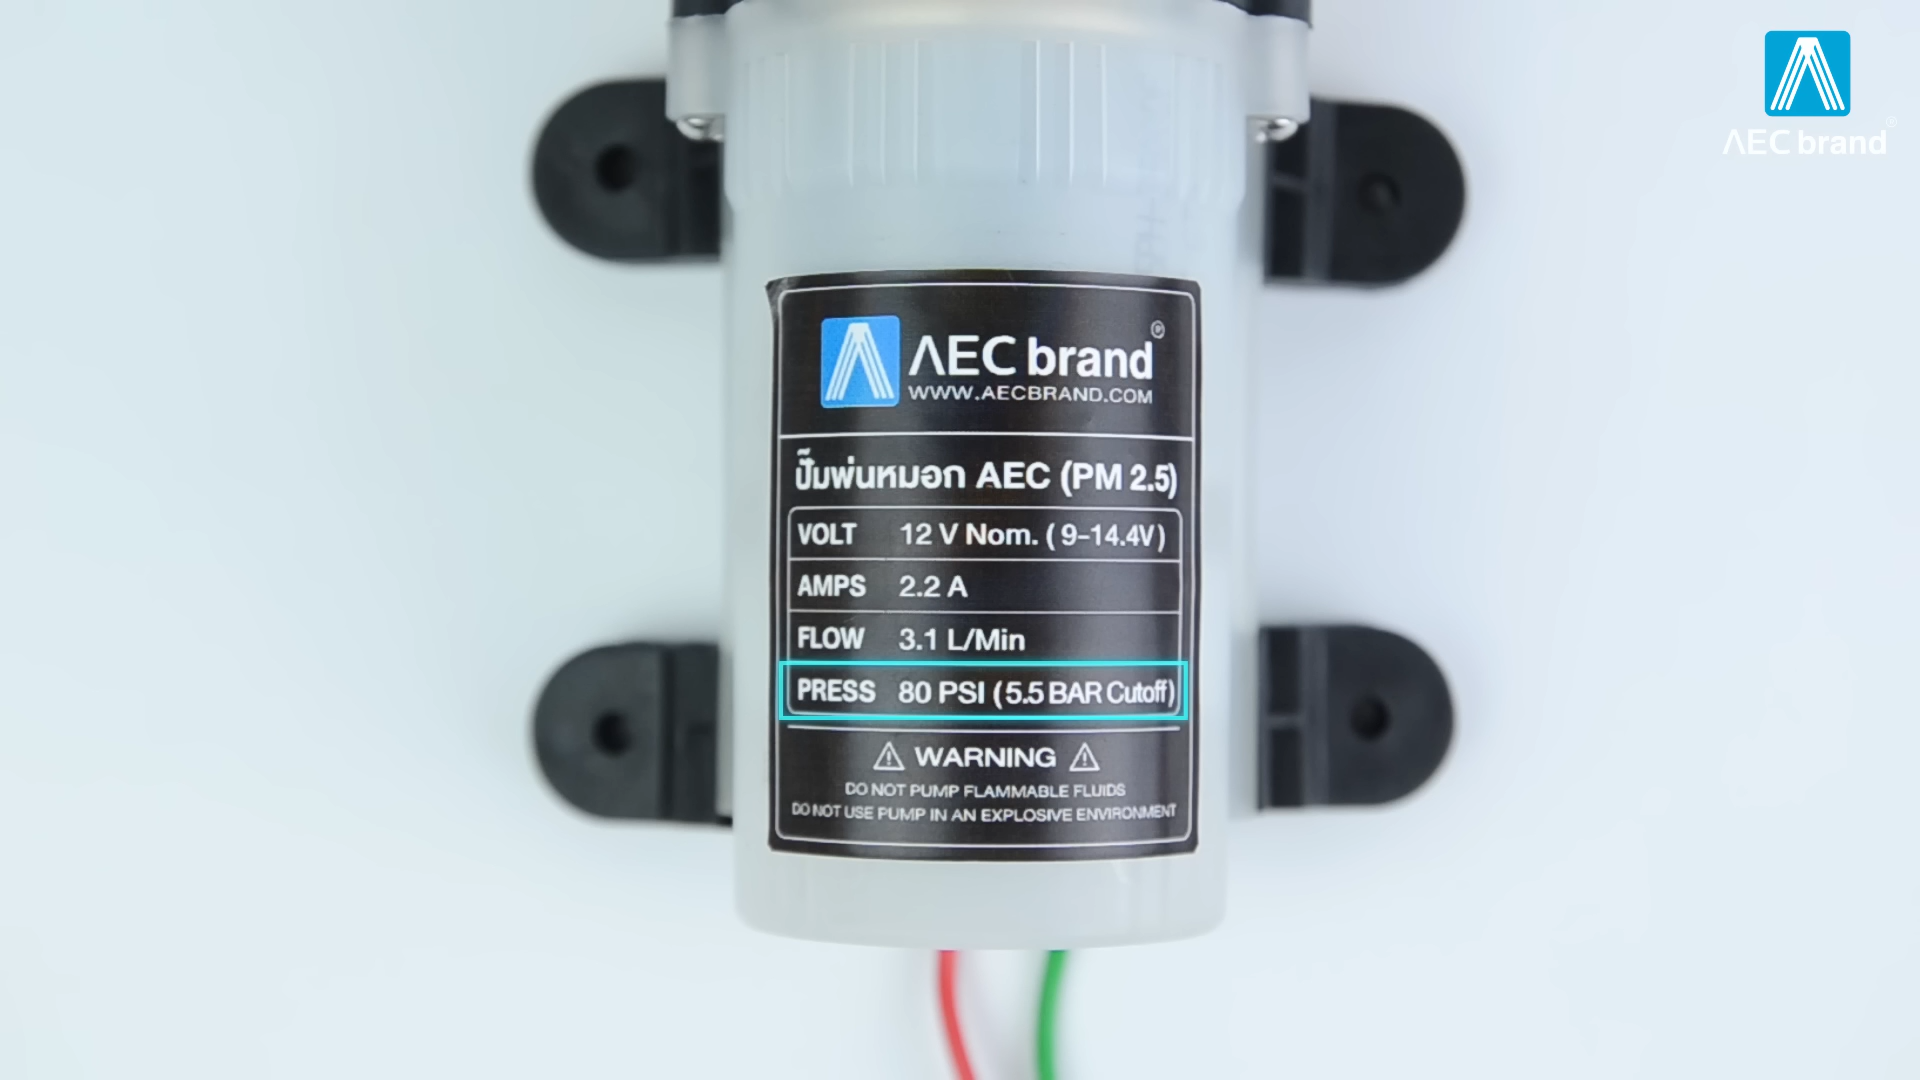 AEC brand®
AEC brand®
WWW.AECBRAND.COM
ปั๊มพ่นหมอก AEC (PM 2.5)
VOLT 12 V Nom. ( 9-14.4V )
AMPS 2.2 A
FLOW 3.1 L/Min
PRESS 80 PSI ( 5.5 BAR Cutoff )
⚠ WARNING ⚠
DO NOT PUMP FLAMMABLE FLUIDS
DO NOT USE PUMP IN AN EXPLOSIVE ENVIRONMENT